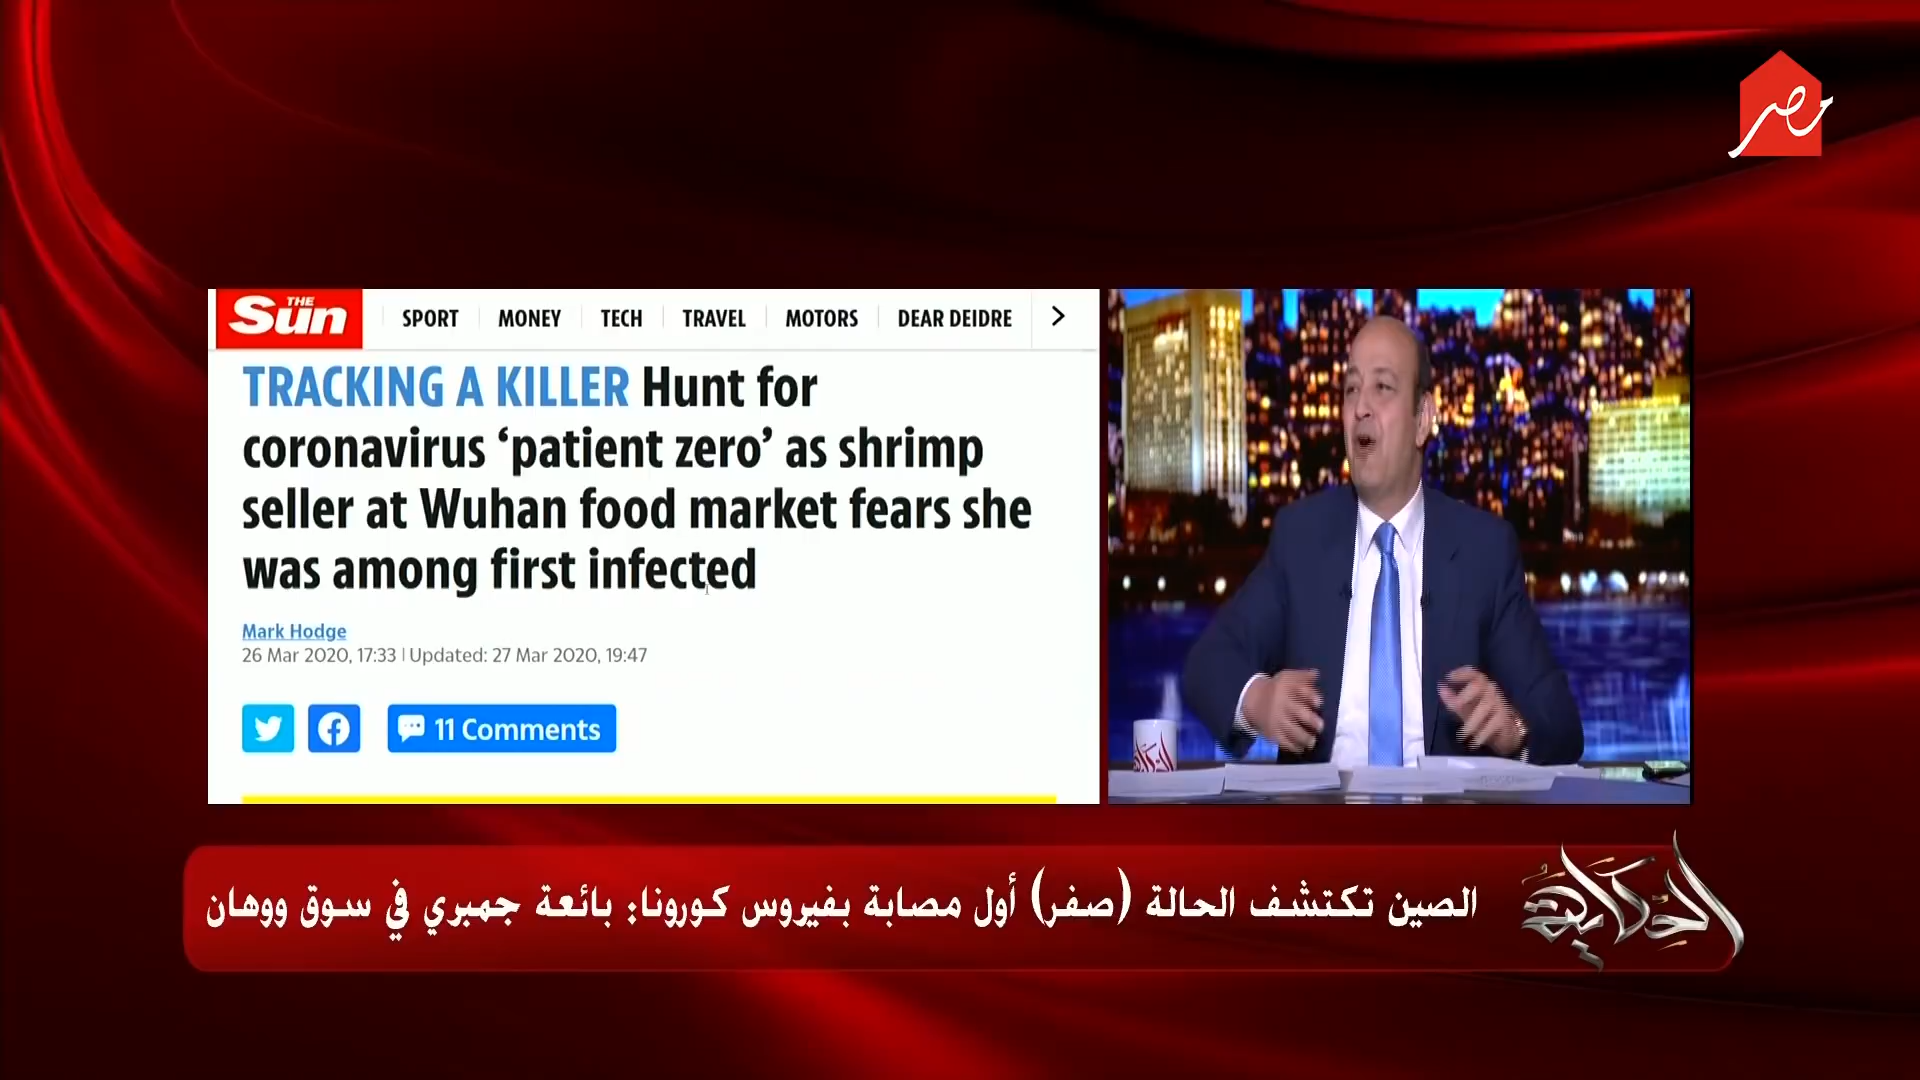 مصر
THE Sun
SPORT MONEY TECH TRAVEL MOTORS DEAR DEIDRE
TRACKING A KILLER Hunt for
coronavirus ‘patient zero’ as shrimp
seller at Wuhan food market fears she
was among first infected
Mark Hodge
26 Mar 2020, 17:33 | Updated: 27 Mar 2020, 19:47
11 Comments
الحكاية
الحكاية
الصين تكتشف الحالة (صفر) أول مصابة بفيروس كورونا: بائعة جمبري في سوق ووهان